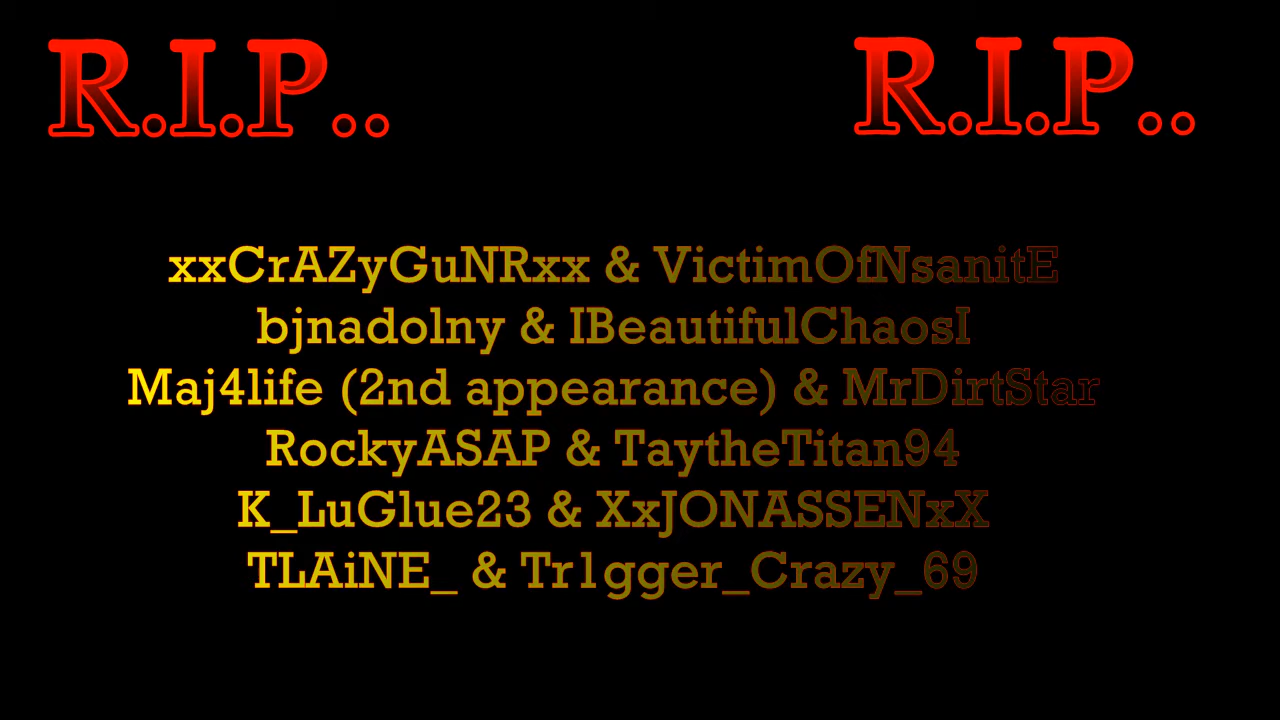 R.I.P.. R.I.P..
xxCrAZyGuNRxx & VictimOfNsanitE
bjnadolny & IBeautifulChaosI
Maj4life (2nd appearance) & MrDirtStar
RockyASAP & TaytheTitan94
K_LuGlue23 & XxJONASSENxX
TLAiNE_ & Tr1gger_Crazy_69